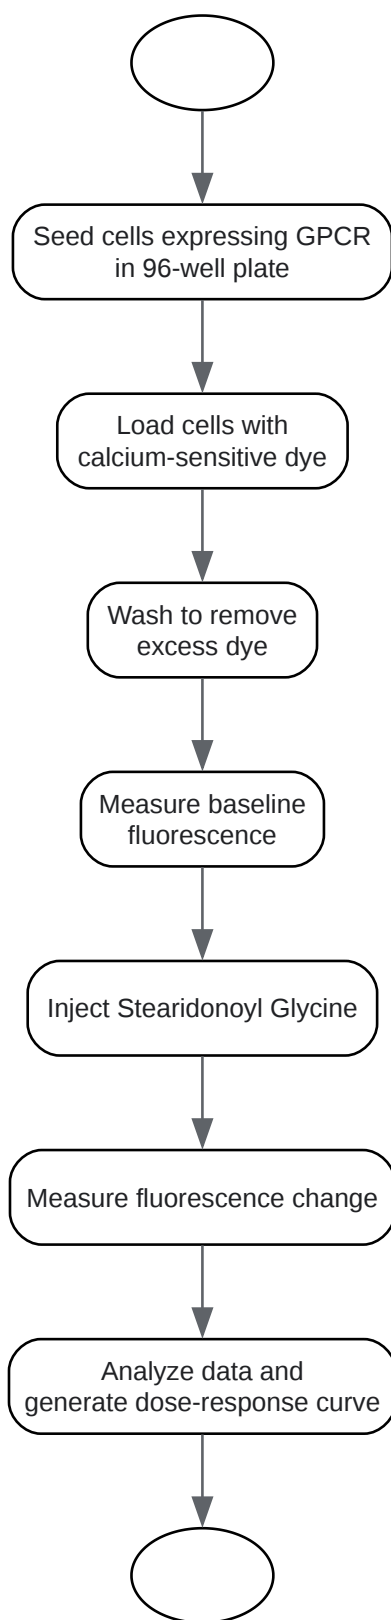 Seed cells expressing GPCR
in 96-well plate
Load cells with
calcium-sensitive dye
Wash to remove
excess dye
Measure baseline
fluorescence
Inject Stearidonoyl Glycine
Measure fluorescence change
Analyze data and
generate dose-response curve